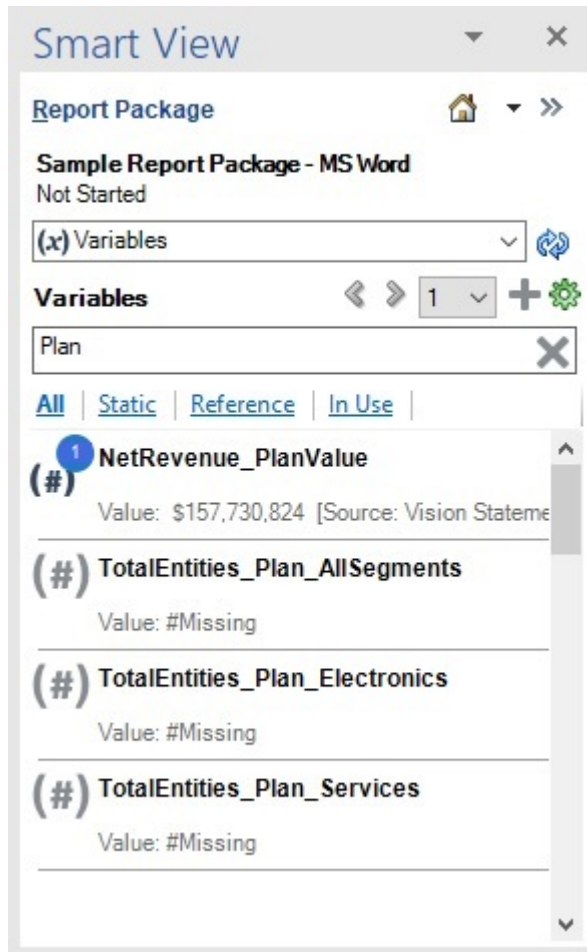 Smart View
Report Package
Sample Report Package - MS Word
Not Started
(x) Variables
Variables
1
Plan
All | Static | Reference | In Use |
1
(#) NetRevenue_PlanValue
Value: $157,730,824 [Source: Vision Stateme
(#) TotalEntities_Plan_AllSegments
Value: #Missing
(#) TotalEntities_Plan_Electronics
Value: #Missing
(#) TotalEntities_Plan_Services
Value: #Missing